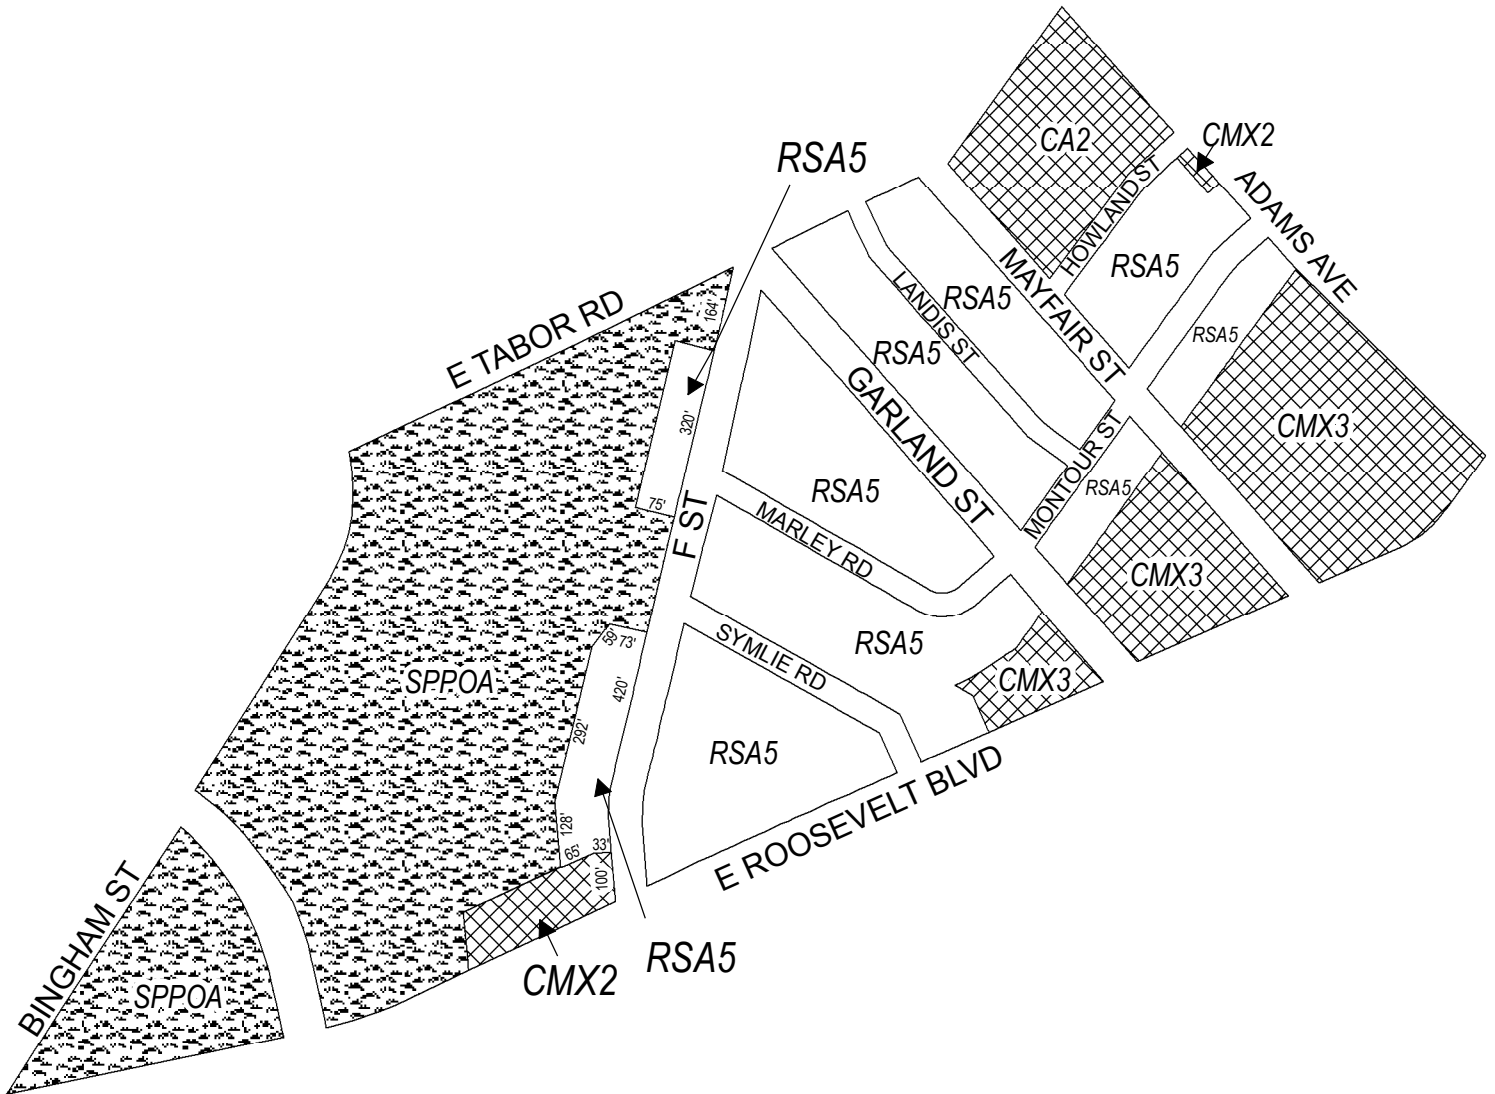 CA2
CMX2
HOWLAND ST
ADAMS AVE
RSA5
RSA5
MAYFAIR ST
RSA5
LANDIS ST
RSA5
RSA5
CMX3
E TABOR RD
164'
320'
75'
GARLAND ST
MONTOUR ST
RSA5
CMX3
RSA5
MARLEY RD
F ST
RSA5
SYMLIE RD
CMX3
59'
73'
420'
292'
SPPOA
RSA5
128'
65'
33'
100'
E ROOSEVELT BLVD
RSA5
CMX2
BINGHAM ST
SPPOA